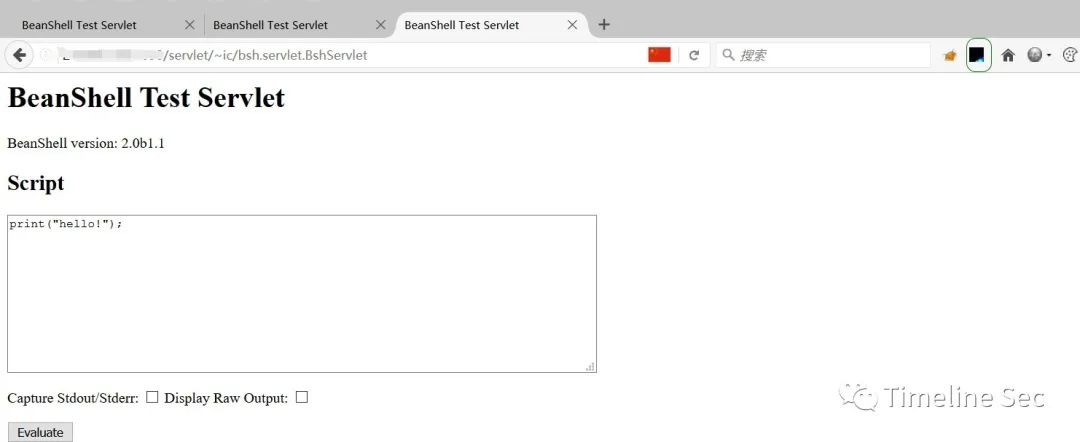 BeanShell Test Servlet
BeanShell Test Servlet
BeanShell Test Servlet
/servlet/~ic/bsh.servlet.BshServlet
搜索
BeanShell Test Servlet
BeanShell version: 2.0b1.1
Script
print("hello!");
Capture Stdout/Stderr: Display Raw Output:
Timeline Sec
Evaluate